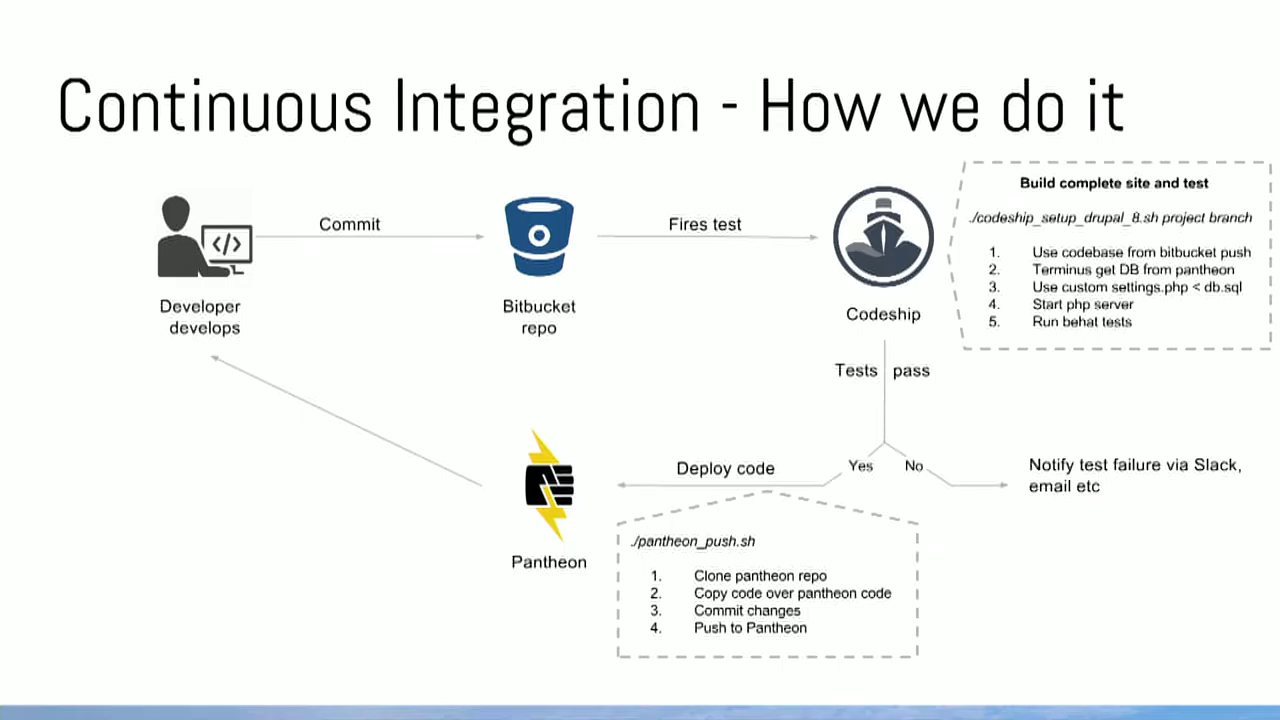 Continuous Integration - How we do it
Commit
Fires test
Developer
develops
Bitbucket
repo
Codeship
Build complete site and test
./codeship_setup_drupal_8.sh project branch
1. Use codebase from bitbucket push
2. Terminus get DB from pantheon
3. Use custom settings.php < db.sql
4. Start php server
5. Run behat tests
Tests pass
Yes No
Deploy code
Notify test failure via Slack,
email etc
Pantheon
./pantheon_push.sh
1. Clone pantheon repo
2. Copy code over pantheon code
3. Commit changes
4. Push to Pantheon